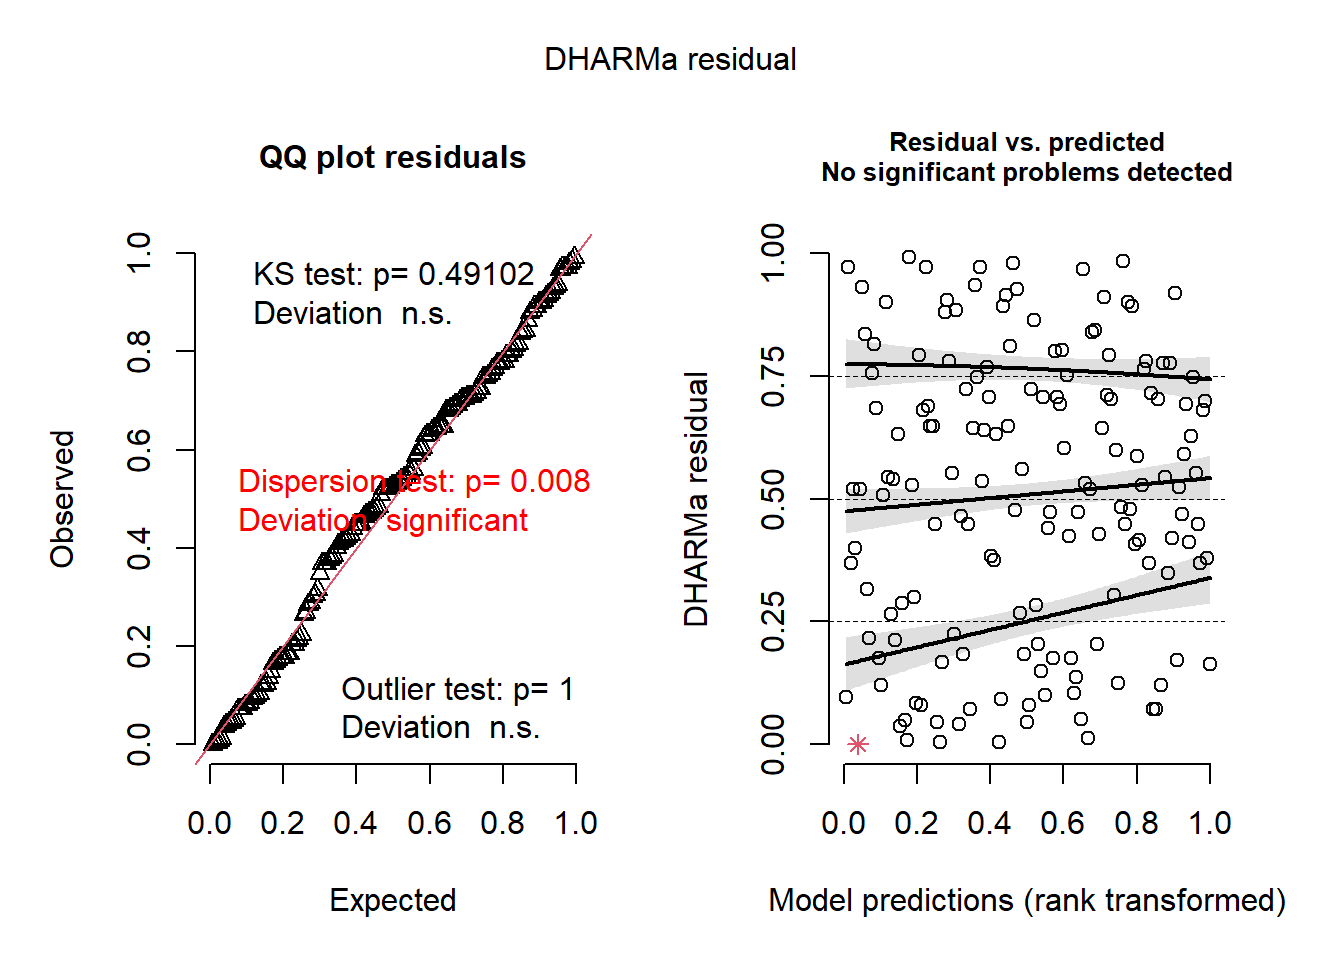 DHARMa residual
QQ plot residuals
KS test: p= 0.49102
Deviation  n.s.
Dispersion test: p= 0.008
Deviation  significant
Outlier test: p= 1
Deviation  n.s.
Observed
0.0 0.2 0.4 0.6 0.8 1.0
0.0 0.2 0.4 0.6 0.8 1.0
Expected
Residual vs. predicted
No significant problems detected
DHARMa residual
0.00 0.25 0.50 0.75 1.00
0.0 0.2 0.4 0.6 0.8 1.0
Model predictions (rank transformed)